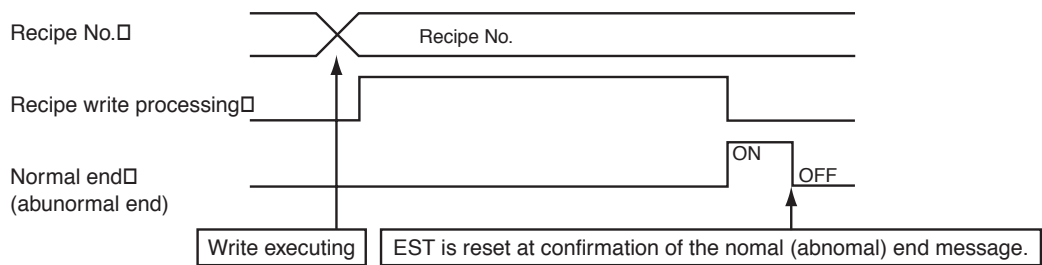 Recipe No.□
Recipe No.
Recipe write processing□
ON
Normal end□
OFF
(abunormal end)
Write executing
EST is reset at confirmation of the nomal (abnomal) end message.